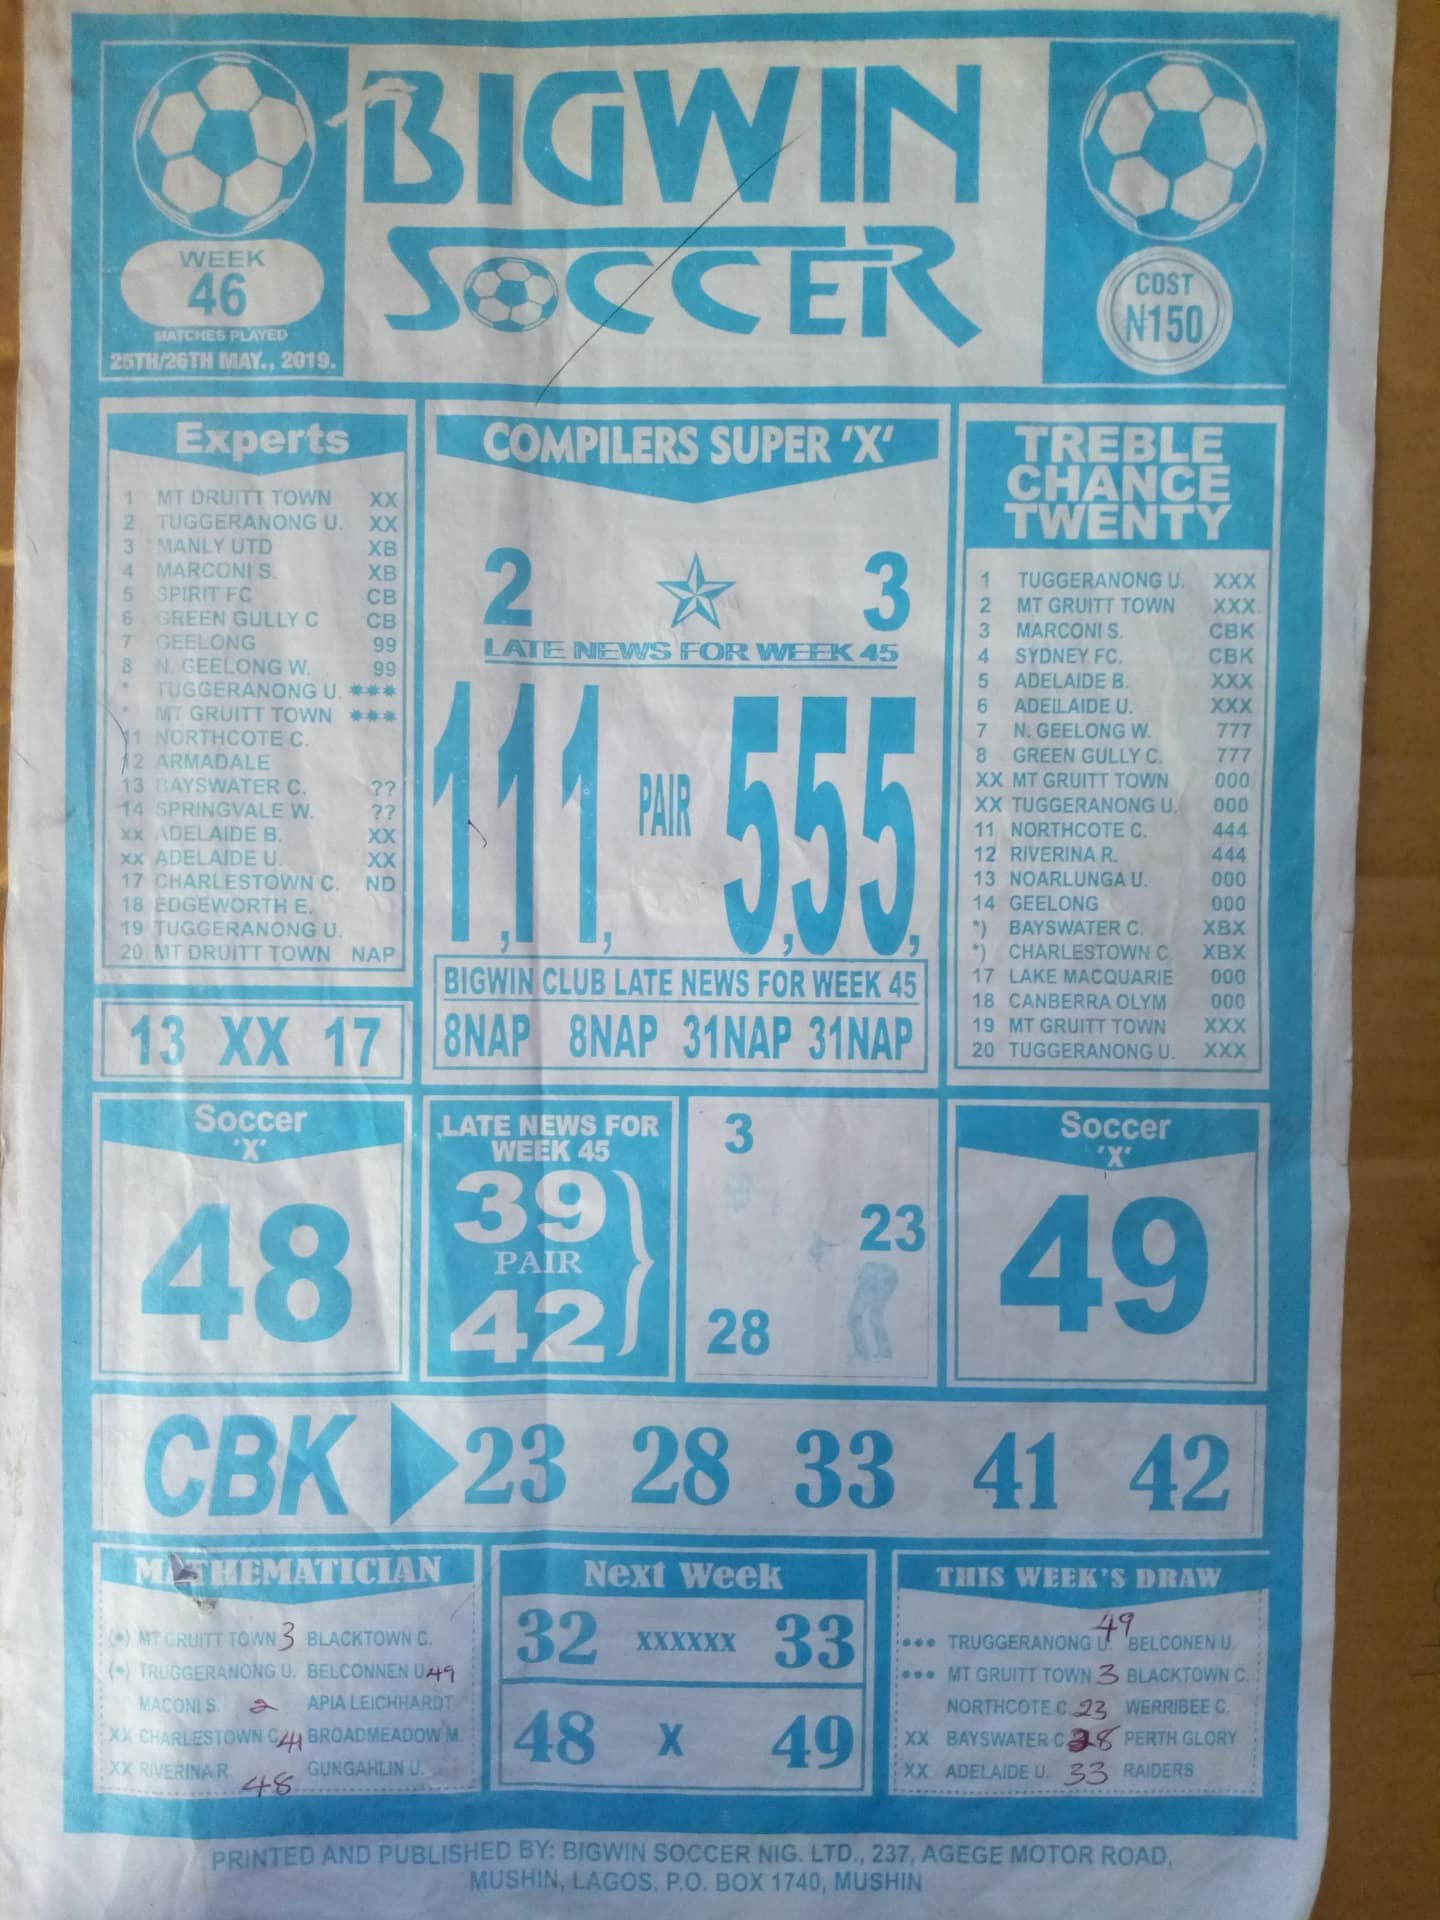 BIGWIN
SOCCER
WEEK
46
MATCHES PLAYED
25TH/26TH MAY., 2019.
COST
₦150
Experts
1 MT DRUITT TOWN XX
2 TUGGERANONG U. XX
3 MANLY UTD XB
4 MARCONI S. XB
5 SPIRIT FC CB
6 GREEN GULLY C CB
7 GEELONG 99
8 N. GEELONG W. 99
* TUGGERANONG U. ***
* MT GRUITT TOWN ***
11 NORTHCOTE C.
12 ARMADALE
13 BAYSWATER C. ??
14 SPRINGVALE W. ??
xx ADELAIDE B. XX
xx ADELAIDE U. XX
17 CHARLESTOWN C. ND
18 EDGEWORTH E.
19 TUGGERANONG U.
20 MT DRUITT TOWN NAP
13 XX 17
COMPILERS SUPER 'X'
2 3
LATE NEWS FOR WEEK 45
1,11, PAIR 5,55,
BIGWIN CLUB LATE NEWS FOR WEEK 45
8NAP 8NAP 31NAP 31NAP
TREBLE
CHANCE
TWENTY
1 TUGGERANONG U. XXX
2 MT GRUITT TOWN XXX
3 MARCONI S. CBK
4 SYDNEY FC. CBK
5 ADELAIDE B. XXX
6 ADELAIDE U. XXX
7 N. GEELONG W. 777
8 GREEN GULLY C. 777
XX MT GRUITT TOWN 000
XX TUGGERANONG U. 000
11 NORTHCOTE C. 444
12 RIVERINA R. 444
13 NOARLUNGA U. 000
14 GEELONG 000
*) BAYSWATER C. XBX
*) CHARLESTOWN C. XBX
17 LAKE MACQUARIE 000
18 CANBERRA OLYM 000
19 MT GRUITT TOWN XXX
20 TUGGERANONG U. XXX
Soccer
'X'
48
LATE NEWS FOR
WEEK 45
39
PAIR
42
3
23
28
Soccer
'X'
49
CBK 23 28 33 41 42
MATHEMATICIAN
(*) MT GRUITT TOWN 3 BLACKTOWN C.
(*) TRUGGERANONG U. BELCONNEN U 49
MACONI S. 2 APIA LEICHHARDT
XX CHARLESTOWN C 41 BROADMEADOW M
XX RIVERINA R. 48 GUNGAHLIN U.
Next Week
32 XXXXXX 33
48 X 49
THIS WEEK'S DRAW
••• TRUGGERANONG U. 49 BELCONEN U.
••• MT GRUITT TOWN 3 BLACKTOWN C.
NORTHCOTE C. 23 WERRIBEE C.
XX BAYSWATER C 28 PERTH GLORY
XX ADELAIDE U. 33 RAIDERS
PRINTED AND PUBLISHED BY: BIGWIN SOCCER NIG. LTD., 237, AGEGE MOTOR ROAD,
MUSHIN, LAGOS. P.O. BOX 1740, MUSHIN